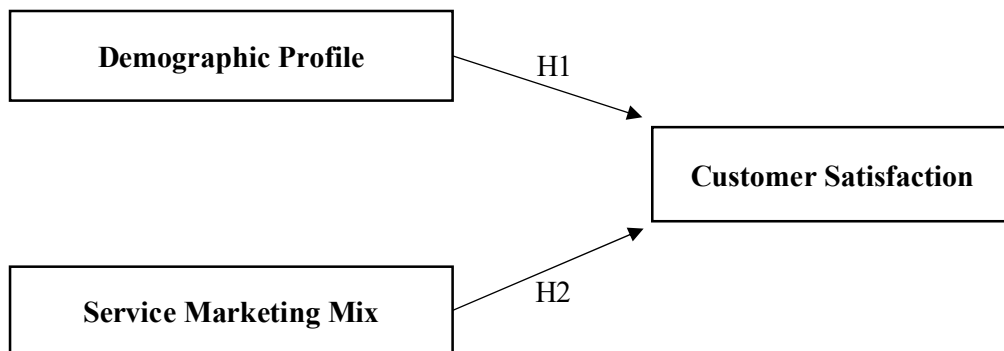 Demographic Profile
H1
Customer Satisfaction
H2
Service Marketing Mix